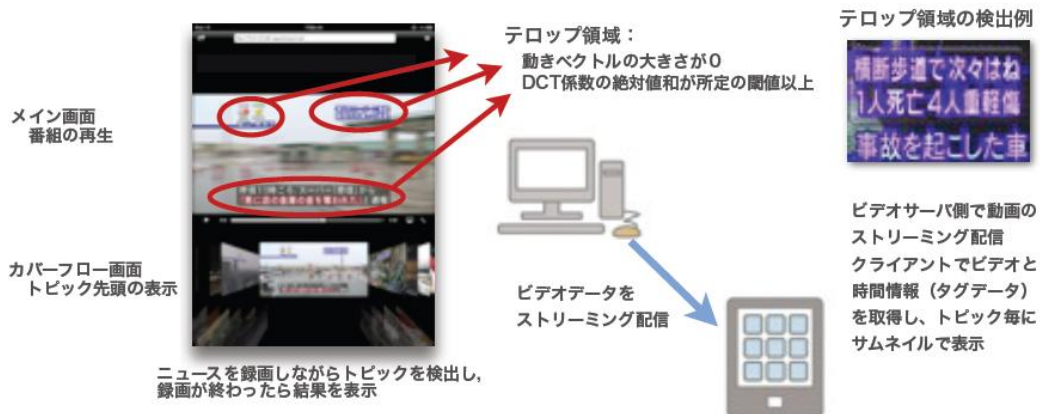 テロップ領域の検出例
テロップ領域:
動きベクトルの大きさが0
DCT係数の絶対値和が所定の閾値以上
横断歩道で次々はね
1人死亡4人重軽傷
事故を起こした車
メイン画面
番組の再生
カバーフロー画面
トピック先頭の表示
ビデオデータを
ストリーミング配信
ビデオサーバ側で動画の
ストリーミング配信
クライアントでビデオと
時間情報(タグデータ)
を取得し、トピック毎に
サムネイルで表示
ニュースを録画しながらトピックを検出し,
録画が終わったら結果を表示